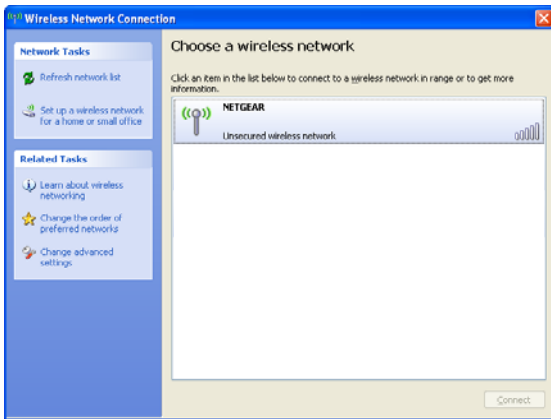 Wireless Network Connection
Network Tasks
Refresh network list
Set up a wireless network
for a home or small office
Related Tasks
Learn about wireless
networking
Change the order of
preferred networks
Change advanced
settings
Choose a wireless network
Click an item in the list below to connect to a wireless network in range or to get more
information.
NETGEAR
Unsecured wireless network
Connect